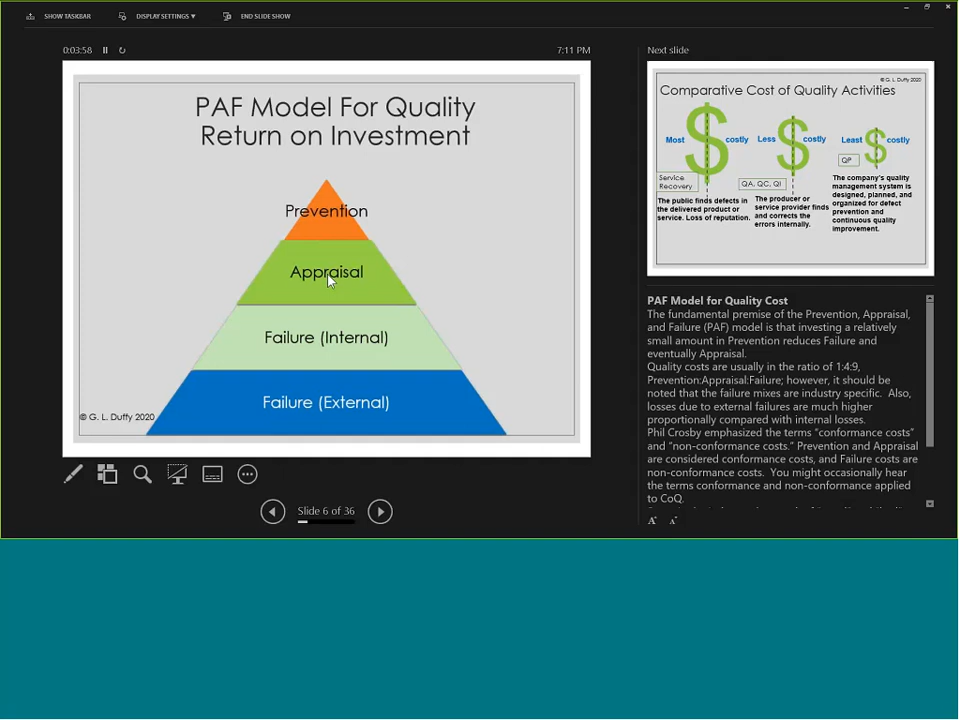 SHOW TASKBAR
DISPLAY SETTINGS ▼
END SLIDE SHOW
0:03:58
7:11 PM
PAF Model For Quality
Return on Investment
Prevention
Appraisal
Failure (Internal)
Failure (External)
© G. L. Duffy 2020
Slide 6 of 36
Next slide
© G. L. Duffy 2020
Comparative Cost of Quality Activities
Most $ costly Less $ costly Least $ costly
QP
Service
Recovery
QA, QC, QI
The public finds defects in
the delivered product or
service. Loss of reputation.
The producer or
service provider finds
and corrects the
errors internally.
The company's quality
management system is
designed, planned, and
organized for defect
prevention and
continuous quality
improvement.
PAF Model for Quality Cost
The fundamental premise of the Prevention, Appraisal,
and Failure (PAF) model is that investing a relatively
small amount in Prevention reduces Failure and
eventually Appraisal.
Quality costs are usually in the ratio of 1:4:9,
Prevention:Appraisal:Failure; however, it should be
noted that the failure mixes are industry specific. Also,
losses due to external failures are much higher
proportionally compared with internal losses.
Phil Crosby emphasized the terms "conformance costs"
and "non-conformance costs." Prevention and Appraisal
are considered conformance costs, and Failure costs are
non-conformance costs. You might occasionally hear
the terms conformance and non-conformance applied
to CoQ.
A A